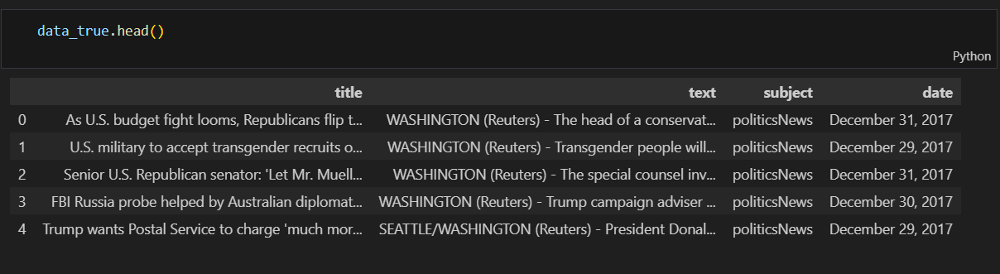 data_true.head()
Python
title text subject date
0 As U.S. budget fight looms, Republicans flip t... WASHINGTON (Reuters) - The head of a conservat... politicsNews December 31, 2017
1 U.S. military to accept transgender recruits o... WASHINGTON (Reuters) - Transgender people will... politicsNews December 29, 2017
2 Senior U.S. Republican senator: 'Let Mr. Muell... WASHINGTON (Reuters) - The special counsel inv... politicsNews December 31, 2017
3 FBI Russia probe helped by Australian diplomat... WASHINGTON (Reuters) - Trump campaign adviser ... politicsNews December 30, 2017
4 Trump wants Postal Service to charge 'much mor... SEATTLE/WASHINGTON (Reuters) - President Donal... politicsNews December 29, 2017